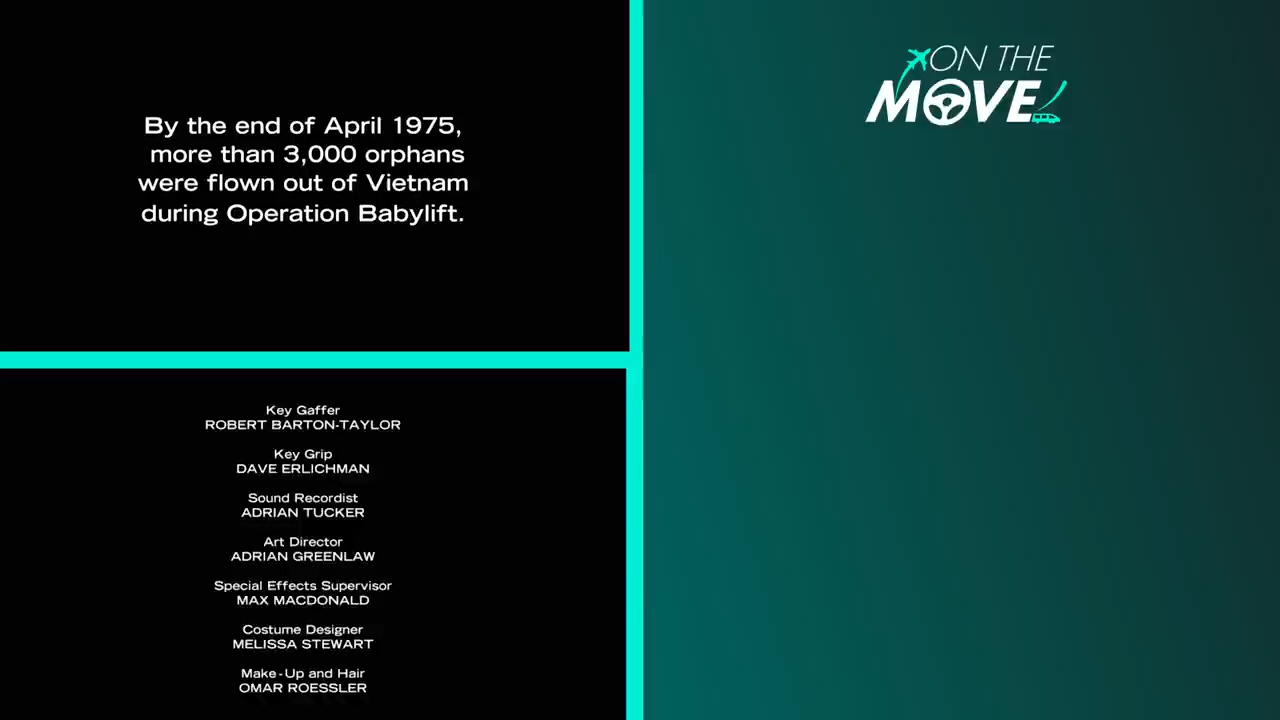 By the end of April 1975,
more than 3,000 orphans
were flown out of Vietnam
during Operation Babylift.
ON THE
MOVE
Key Gaffer
ROBERT BARTON-TAYLOR
Key Grip
DAVE ERLICHMAN
Sound Recordist
ADRIAN TUCKER
Art Director
ADRIAN GREENLAW
Special Effects Supervisor
MAX MACDONALD
Costume Designer
MELISSA STEWART
Make-Up and Hair
OMAR ROESSLER